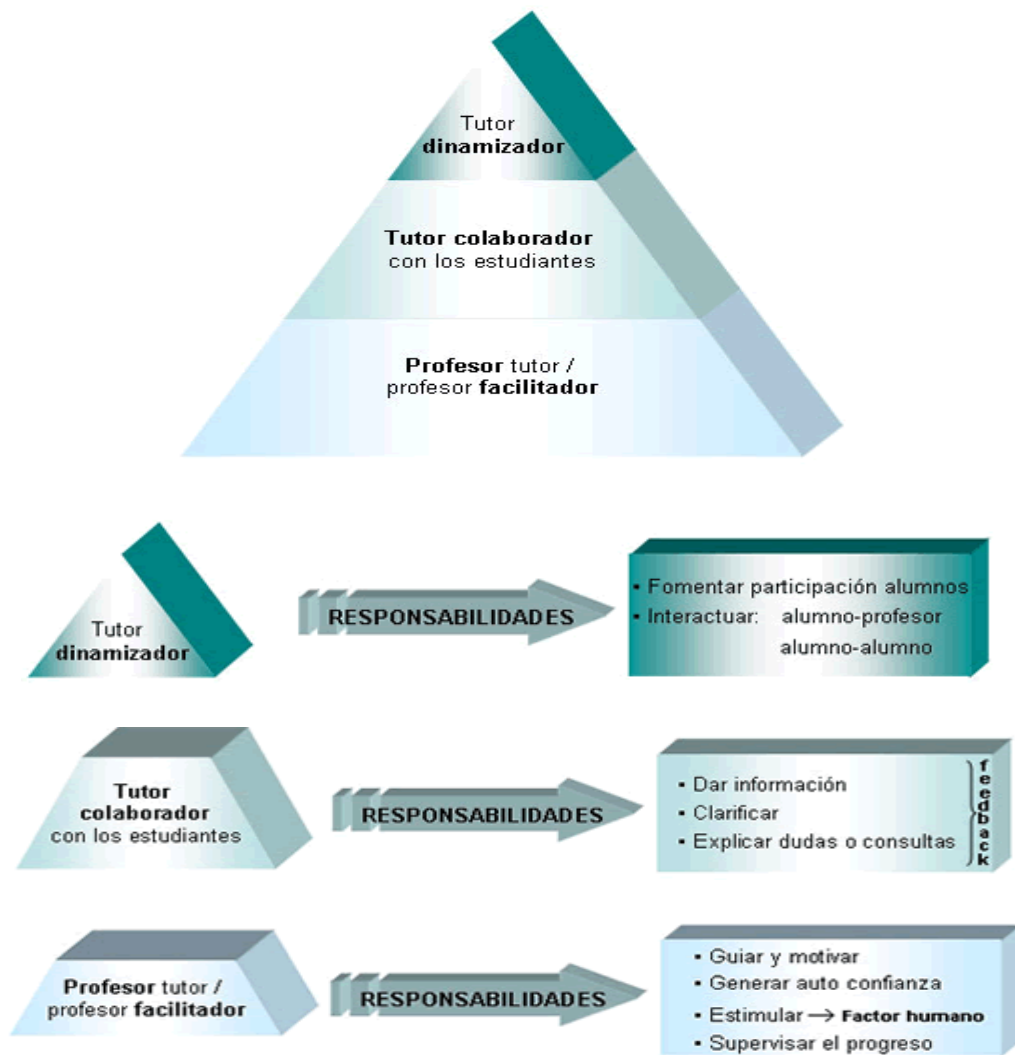 Tutor
dinamizador
Tutor colaborador
con los estudiantes
Profesor tutor /
profesor facilitador
Tutor
dinamizador
RESPONSABILIDADES
▪ Fomentar participación alumnos
▪ Interactuar: alumno-profesor
alumno-alumno
Tutor
colaborador
con los estudiantes
RESPONSABILIDADES
▪ Dar información
▪ Clarificar
▪ Explicar dudas o consultas
feedback
Profesor tutor /
profesor facilitador
RESPONSABILIDADES
▪ Guiar y motivar
▪ Generar auto confianza
▪ Estimular → Factor humano
▪ Supervisar el progreso